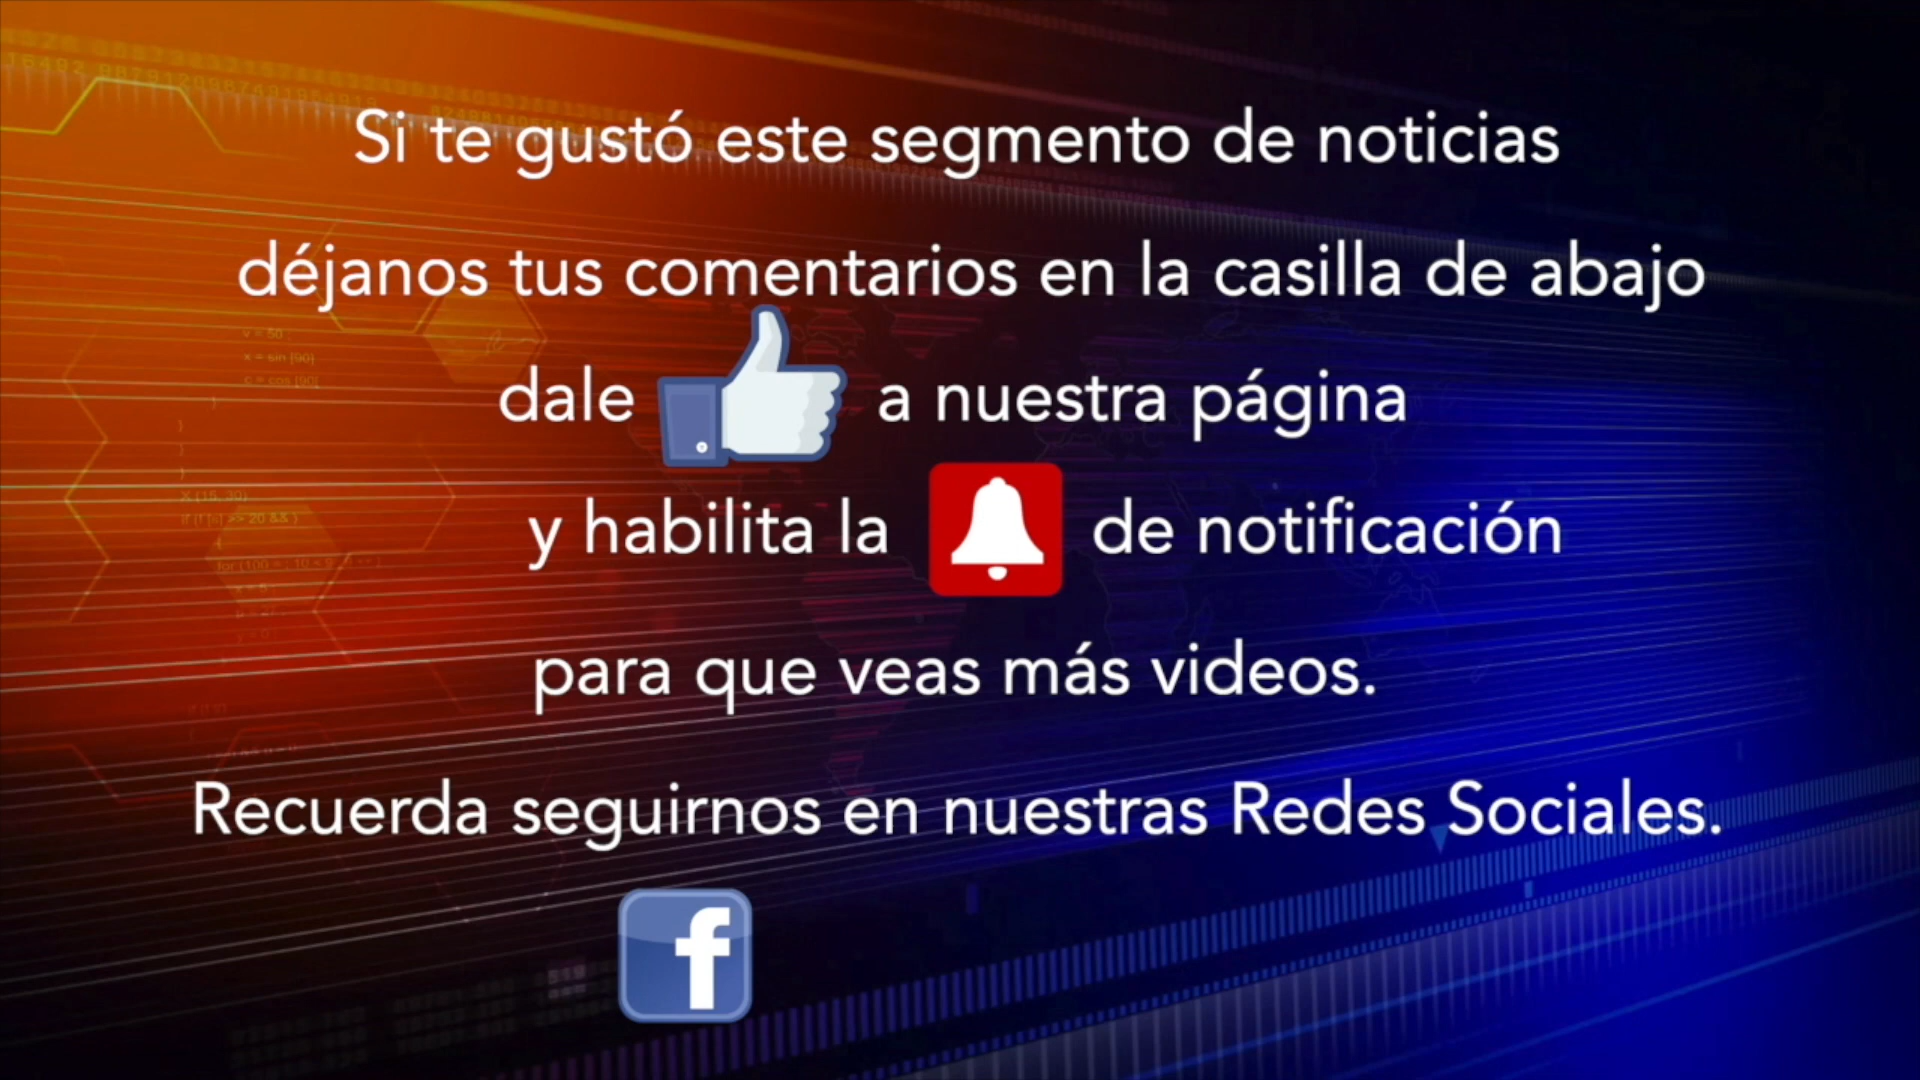 Si te gustó este segmento de noticias
déjanos tus comentarios en la casilla de abajo
dale a nuestra página
y habilita la de notificación
para que veas más videos.
Recuerda seguirnos en nuestras Redes Sociales.
f